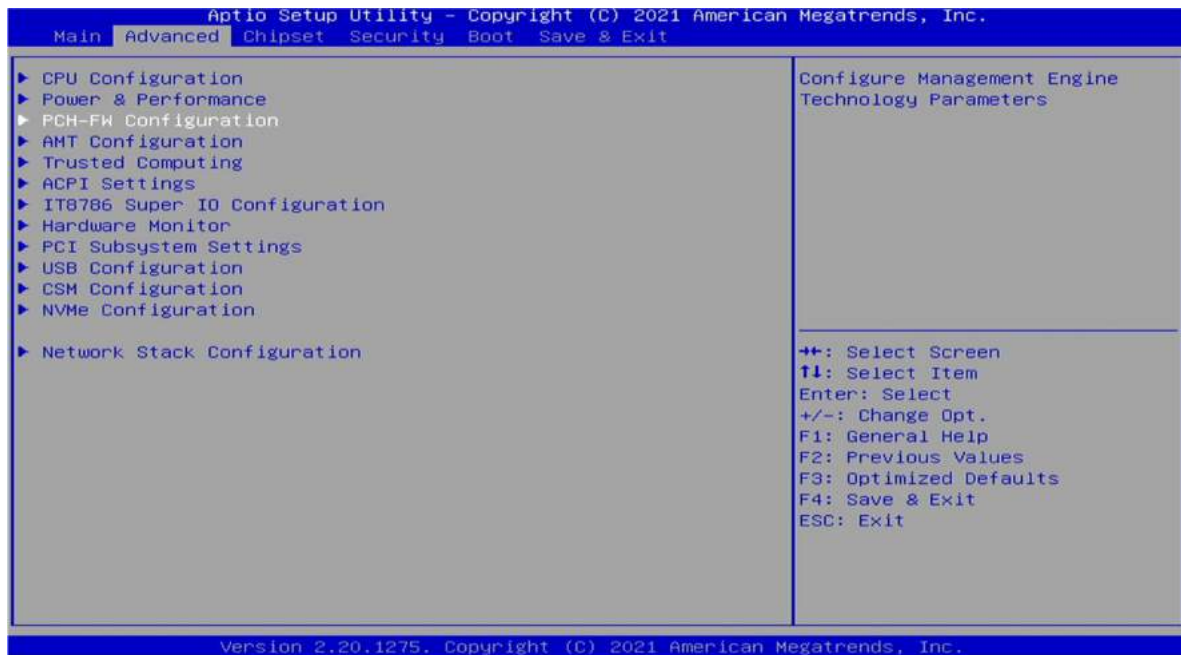 Aptio Setup Utility - Copyright (C) 2021 American Megatrends, Inc.
Main Advanced Chipset Security Boot Save & Exit
► CPU Configuration
► Power & Performance
► PCH-FW Configuration
► AMT Configuration
► Trusted Computing
► ACPI Settings
► IT8786 Super IO Configuration
► Hardware Monitor
► PCI Subsystem Settings
► USB Configuration
► CSM Configuration
► NVMe Configuration
► Network Stack Configuration
Configure Management Engine
Technology Parameters
→←: Select Screen
↑↓: Select Item
Enter: Select
+/-: Change Opt.
F1: General Help
F2: Previous Values
F3: Optimized Defaults
F4: Save & Exit
ESC: Exit
Version 2.20.1275. Copyright (C) 2021 American Megatrends, Inc.